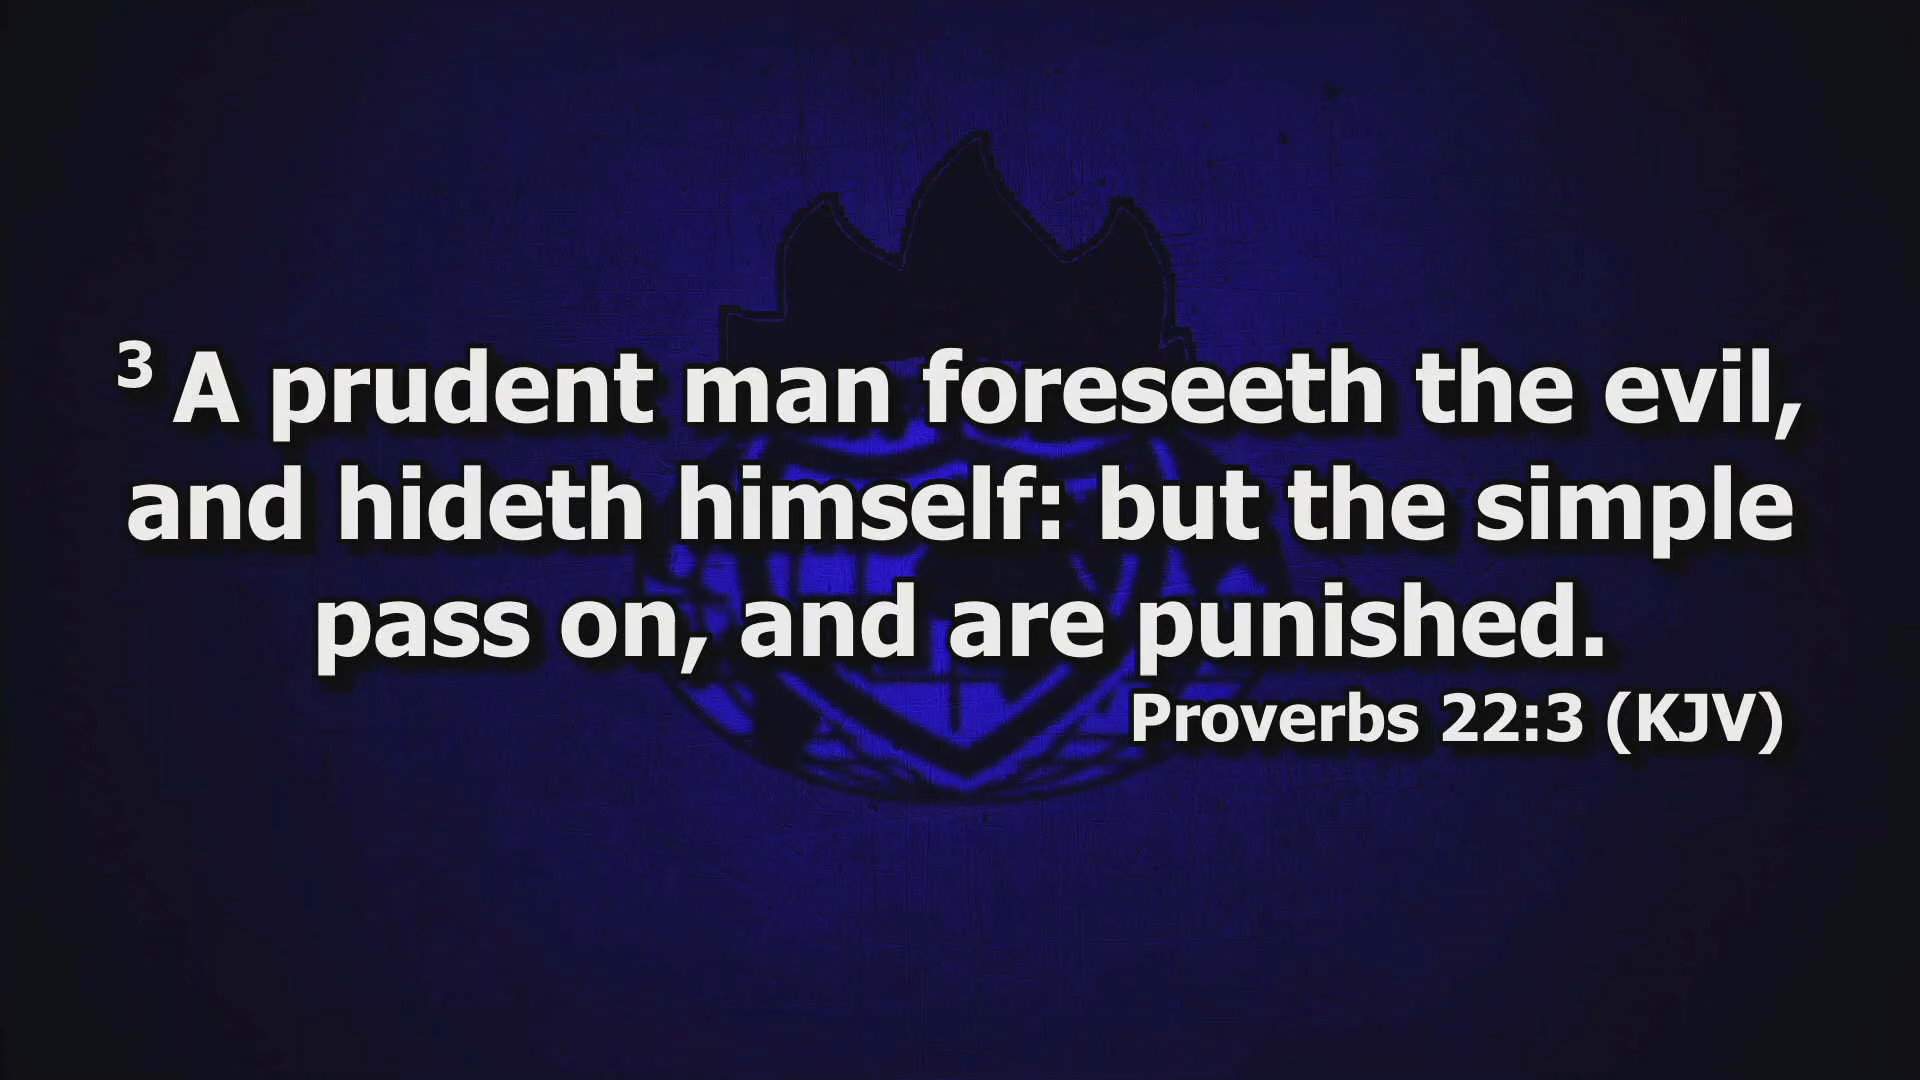 3 A prudent man foreseeth the evil,
and hideth himself: but the simple
pass on, and are punished.
Proverbs 22:3 (KJV)